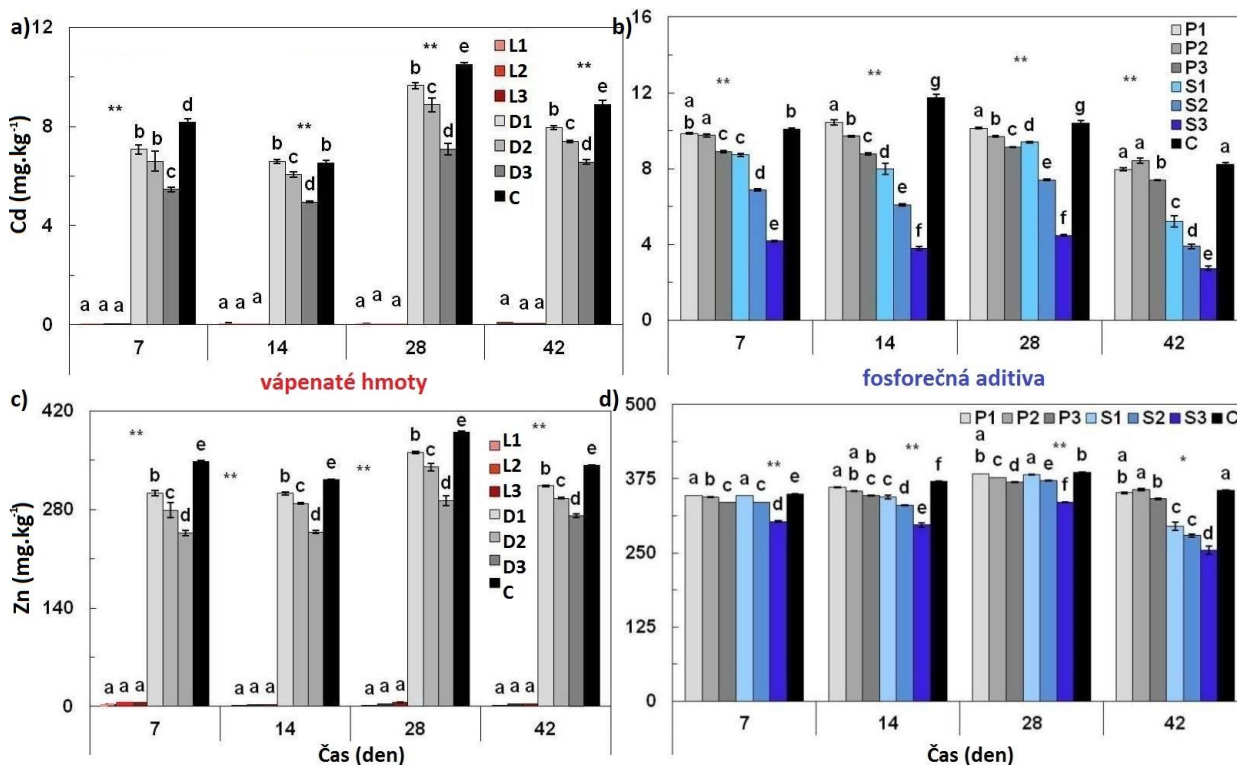 a)
12
8
4
0
Cd (mg.kg⁻¹)
**
**
**
**
a a a b b c d
a a a b c d b
a a a b c d e
a a a b c d e
L1
L2
L3
D1
D2
D3
C
7 14 28 42
vápenaté hmoty
b)
16
12
8
4
0
**
**
**
**
a
b a c c d e b
a b c d e f g
a b c d e f g
a a b c d e a
P1
P2
P3
S1
S2
S3
C
7 14 28 42
fosforečná aditiva
c)
420
280
140
0
Zn (mg.kg⁻¹)
**
**
**
**
a a a b c d e
a a a b c d e
a a a b c d e
a a a b c d e
L1
L2
L3
D1
D2
D3
C
7 14 28 42
Čas (den)
d)
500
375
250
125
0
P1 P2 P3 S1 S2 S3 C
**
**
**
*
a b c a c d e
a b
a a b c c d e f
a
b c d a e f b
a
b a b c c d a
7 14 28 42
Čas (den)